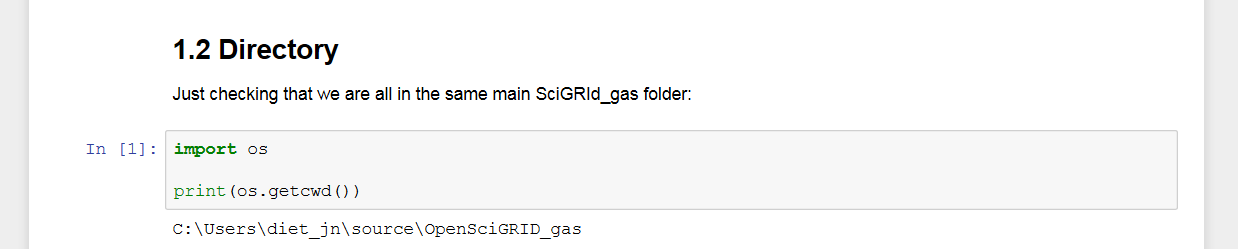 1.2 Directory
Just checking that we are all in the same main SciGRId_gas folder:
In [1]: import os
print(os.getcwd())
C:\Users\diet_jn\source\OpenSciGRID_gas